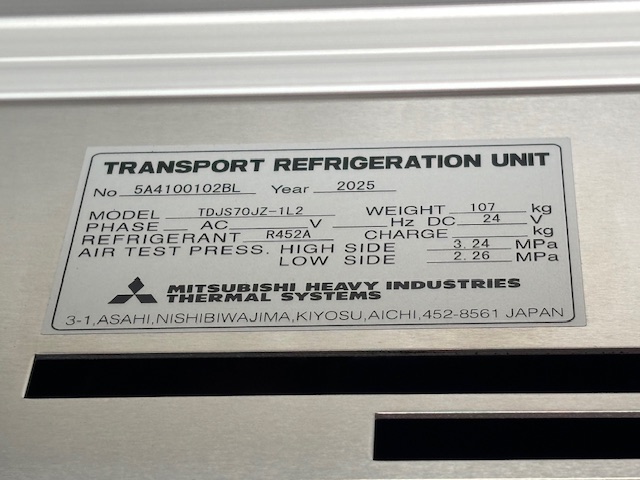 TRANSPORT REFRIGERATION UNIT
No 5A4100102BL Year 2025
MODEL TDJS70JZ-1L2 WEIGHT 107 kg
PHASE AC V Hz DC 24 V
REFRIGERANT R452A CHARGE kg
AIR TEST PRESS. HIGH SIDE 3.24 MPa
LOW SIDE 2.26 MPa
MITSUBISHI HEAVY INDUSTRIES
THERMAL SYSTEMS
3-1,ASAHI,NISHIBIWAJIMA,KIYOSU,AICHI,452-8561 JAPAN